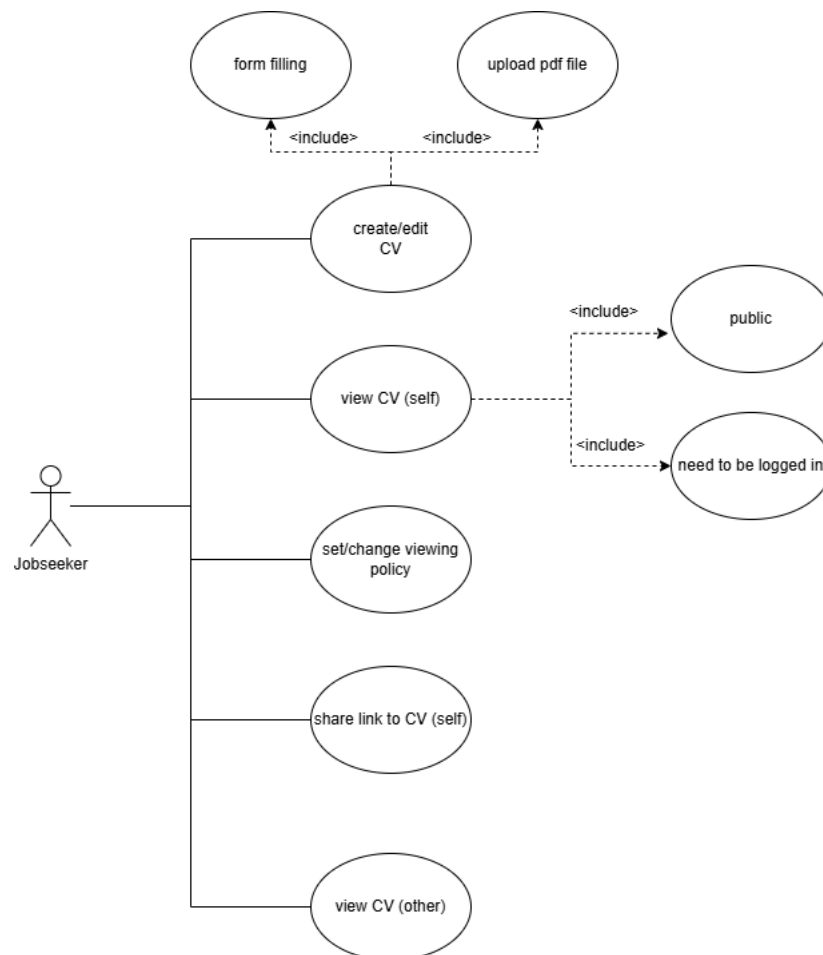 form filling
upload pdf file
<include>
<include>
create/edit
CV
<include>
public
view CV (self)
<include>
need to be logged in
Jobseeker
set/change viewing
policy
share link to CV (self)
view CV (other)